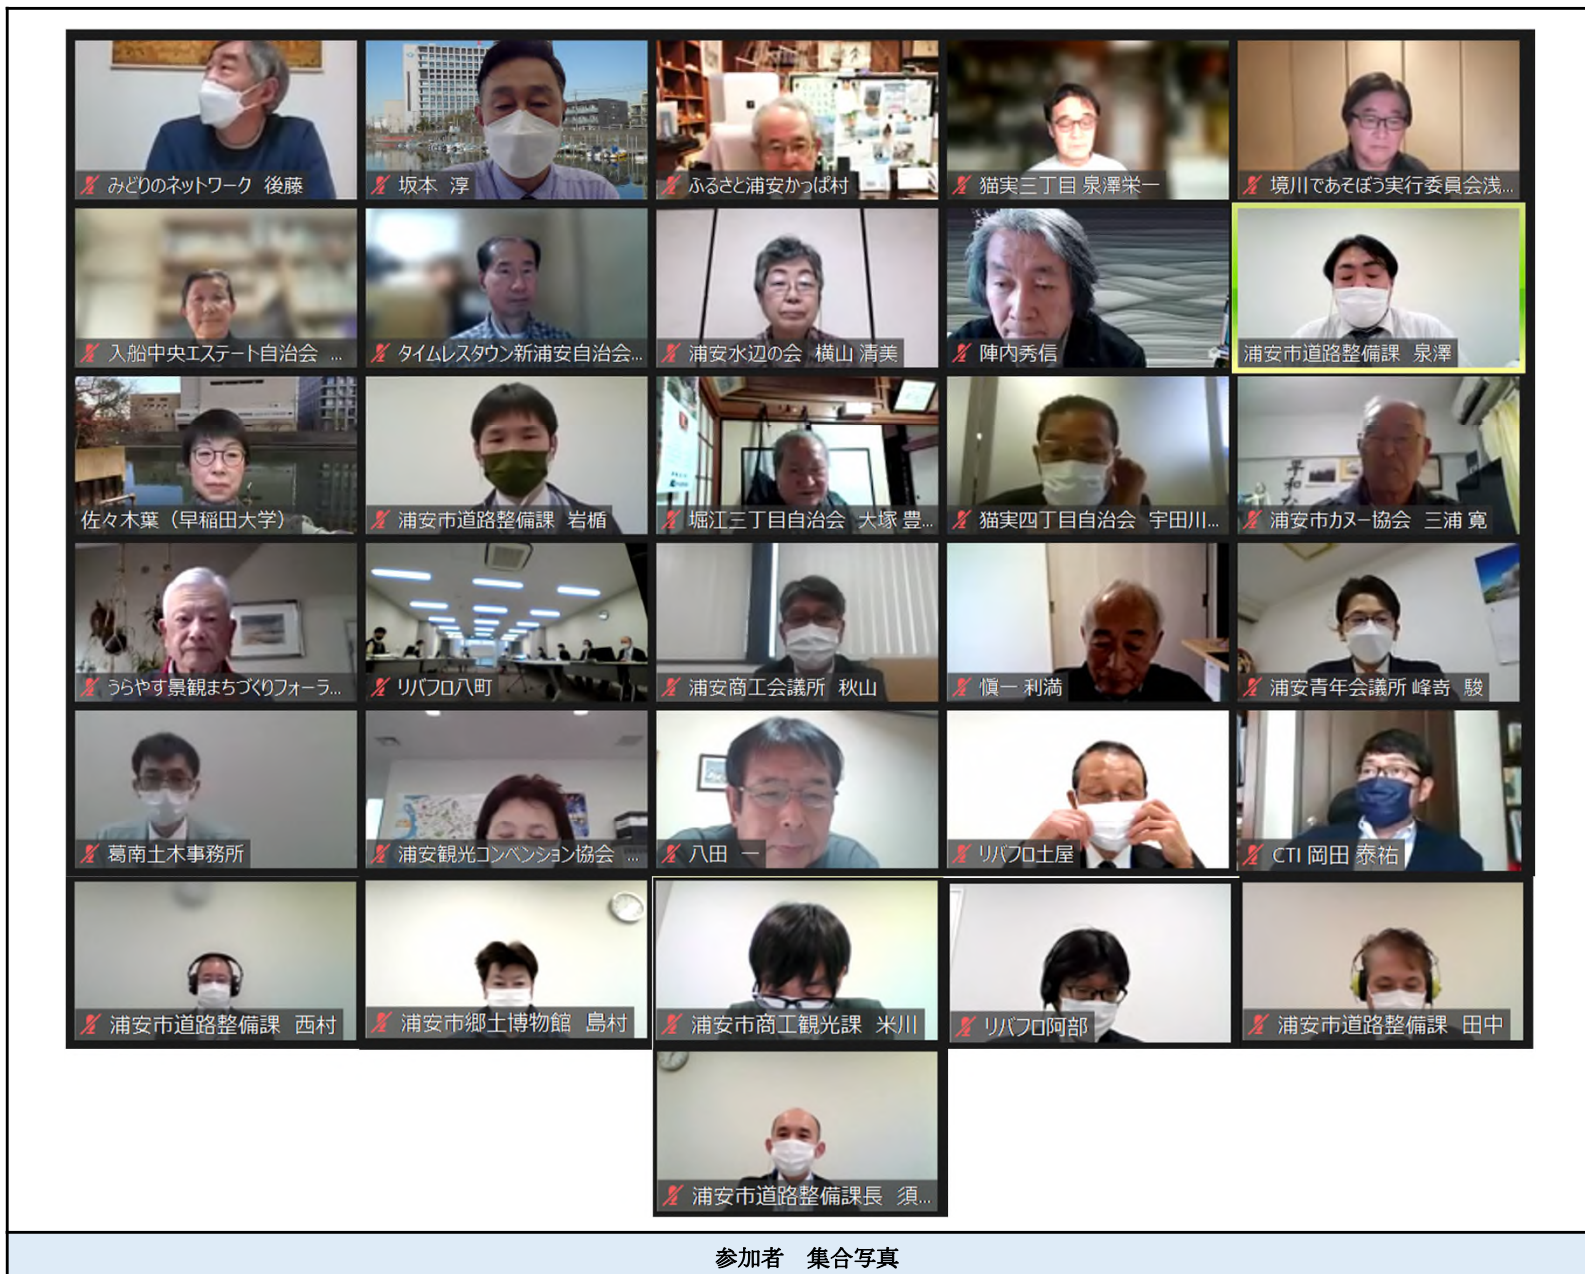 みどりのネットワーク 後藤
坂本 淳
ふるさと浦安かっぱ村
猫実三丁目 泉澤栄一
境川であそぼう実行委員会浅...
入船中央エステート自治会 ...
タイムレスタウン新浦安自治会...
浦安水辺の会 横山 清美
陣内秀信
浦安市道路整備課 泉澤
佐々木葉（早稲田大学）
浦安市道路整備課 岩楯
堀江三丁目自治会 大塚 豊...
猫実四丁目自治会 宇田川...
浦安市カヌー協会 三浦 寛
平和な
うらやす景観まちづくりフォーラ...
リバフロ八町
浦安商工会議所 秋山
慎一 利満
浦安青年会議所 峰嵜 駿
葛南土木事務所
浦安観光コンベンション協会 ...
八田 一
リバフロ土屋
CTI 岡田 泰祐
浦安市道路整備課 西村
浦安市郷土博物館 島村
浦安市商工観光課 米川
リバフロ阿部
浦安市道路整備課 田中
浦安市道路整備課長 須...
参加者　集合写真